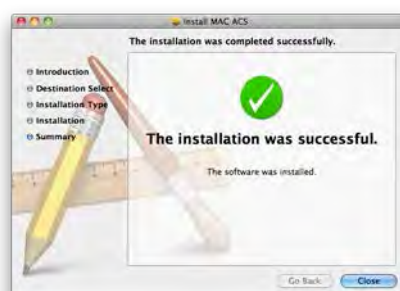 Install MAC ACS
The installation was completed successfully.
Introduction
Destination Select
Installation Type
Installation
Summary
The installation was successful.
The software was installed.
Go Back
Close